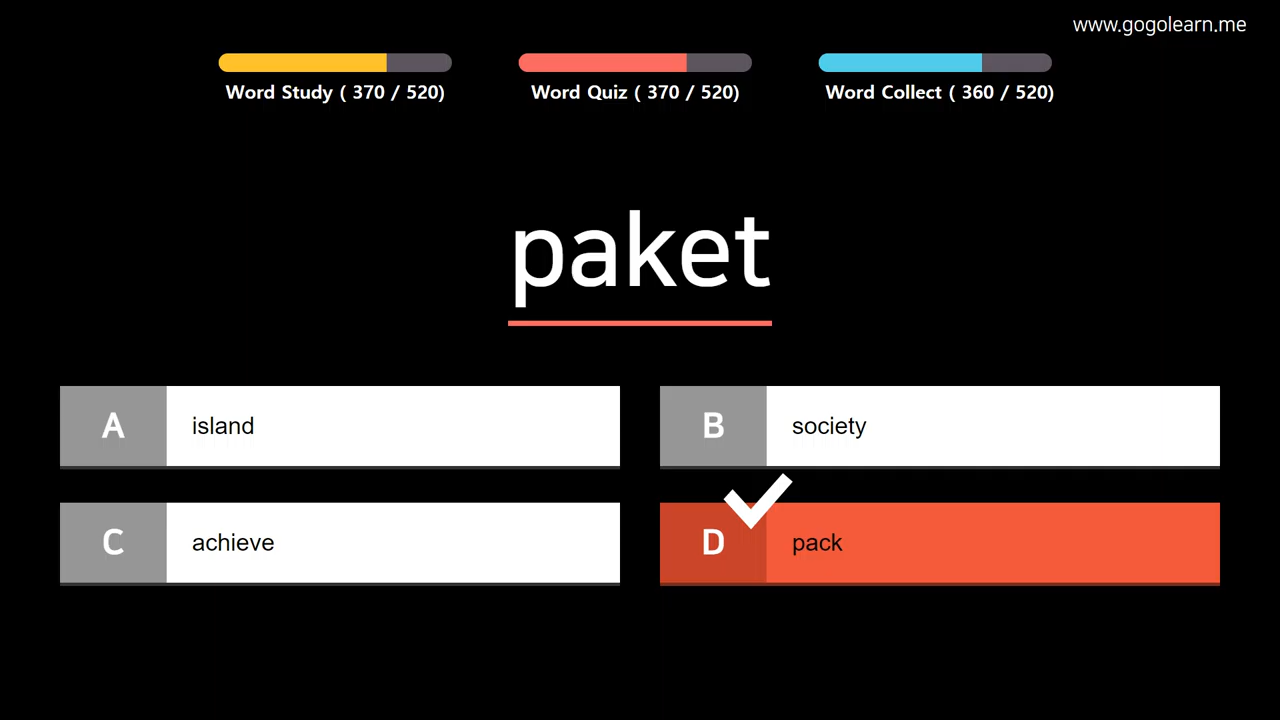 www.gogolearn.me
Word Study ( 370 / 520)
Word Quiz ( 370 / 520)
Word Collect ( 360 / 520)
paket
A island
B society
C achieve
D pack